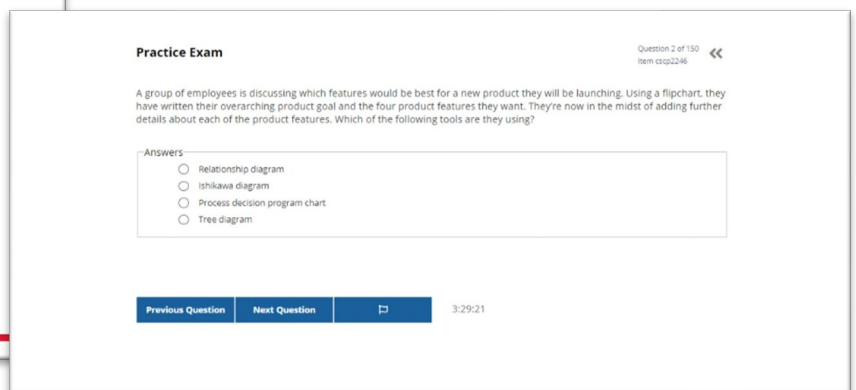 Practice Exam
Question 2 of 150
Item cscp2246
A group of employees is discussing which features would be best for a new product they will be launching. Using a flipchart, they
have written their overarching product goal and the four product features they want. They're now in the midst of adding further
details about each of the product features. Which of the following tools are they using?
Answers
Relationship diagram
Ishikawa diagram
Process decision program chart
Tree diagram
Previous Question
Next Question
3:29:21